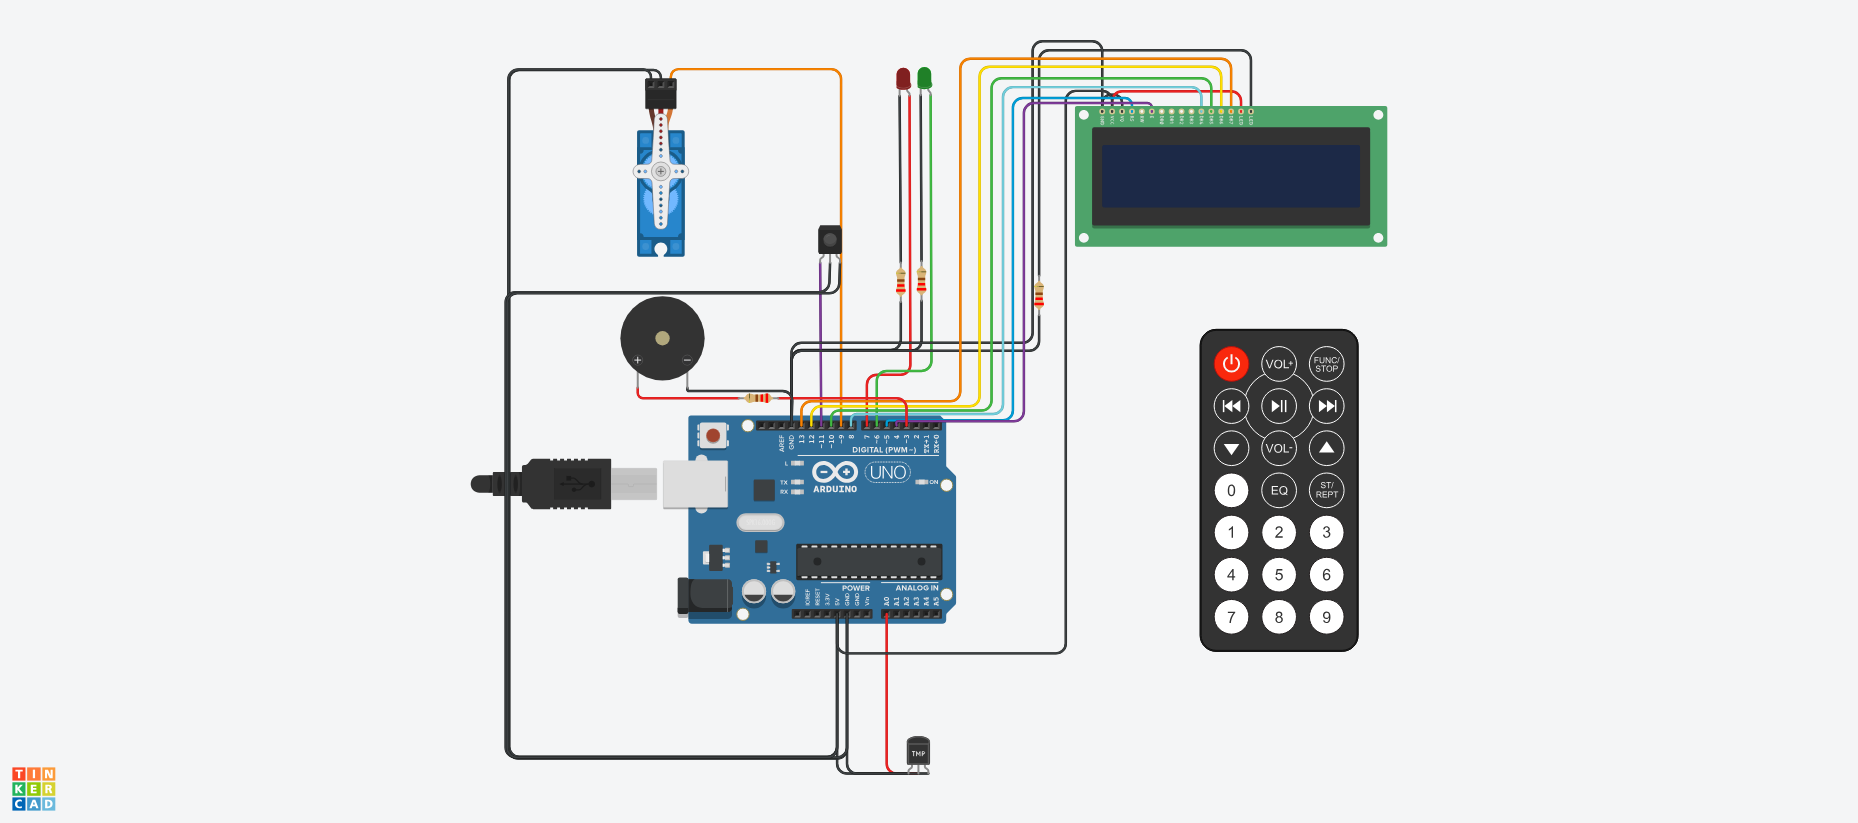 VOL+
FUNC/
STOP
VOL-
0
EQ
ST/
REPT
1
2
3
4
5
6
7
8
9
AREF
GND
13
12
~11
~10
~9
8
7
~6
~5
4
~3
2
TX→1
RX←0
DIGITAL (PWM~)
L
TX
RX
ARDUINO
UNO
ON
POWER
ANALOG IN
IOREF
RESET
3.3V
5V
GND
GND
Vin
A0
A1
A2
A3
A4
A5
TMP
TIN
KER
CAD